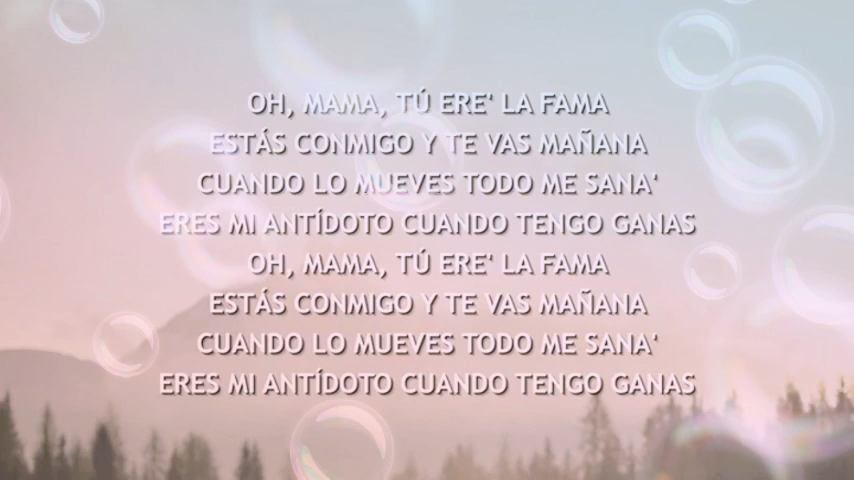 OH, MAMA, TÚ ERE' LA FAMA
ESTÁS CONMIGO Y TE VAS MAÑANA
CUANDO LO MUEVES TODO ME SANA'
ERES MI ANTÍDOTO CUANDO TENGO GANAS
OH, MAMA, TÚ ERE' LA FAMA
ESTÁS CONMIGO Y TE VAS MAÑANA
CUANDO LO MUEVES TODO ME SANA'
ERES MI ANTÍDOTO CUANDO TENGO GANAS